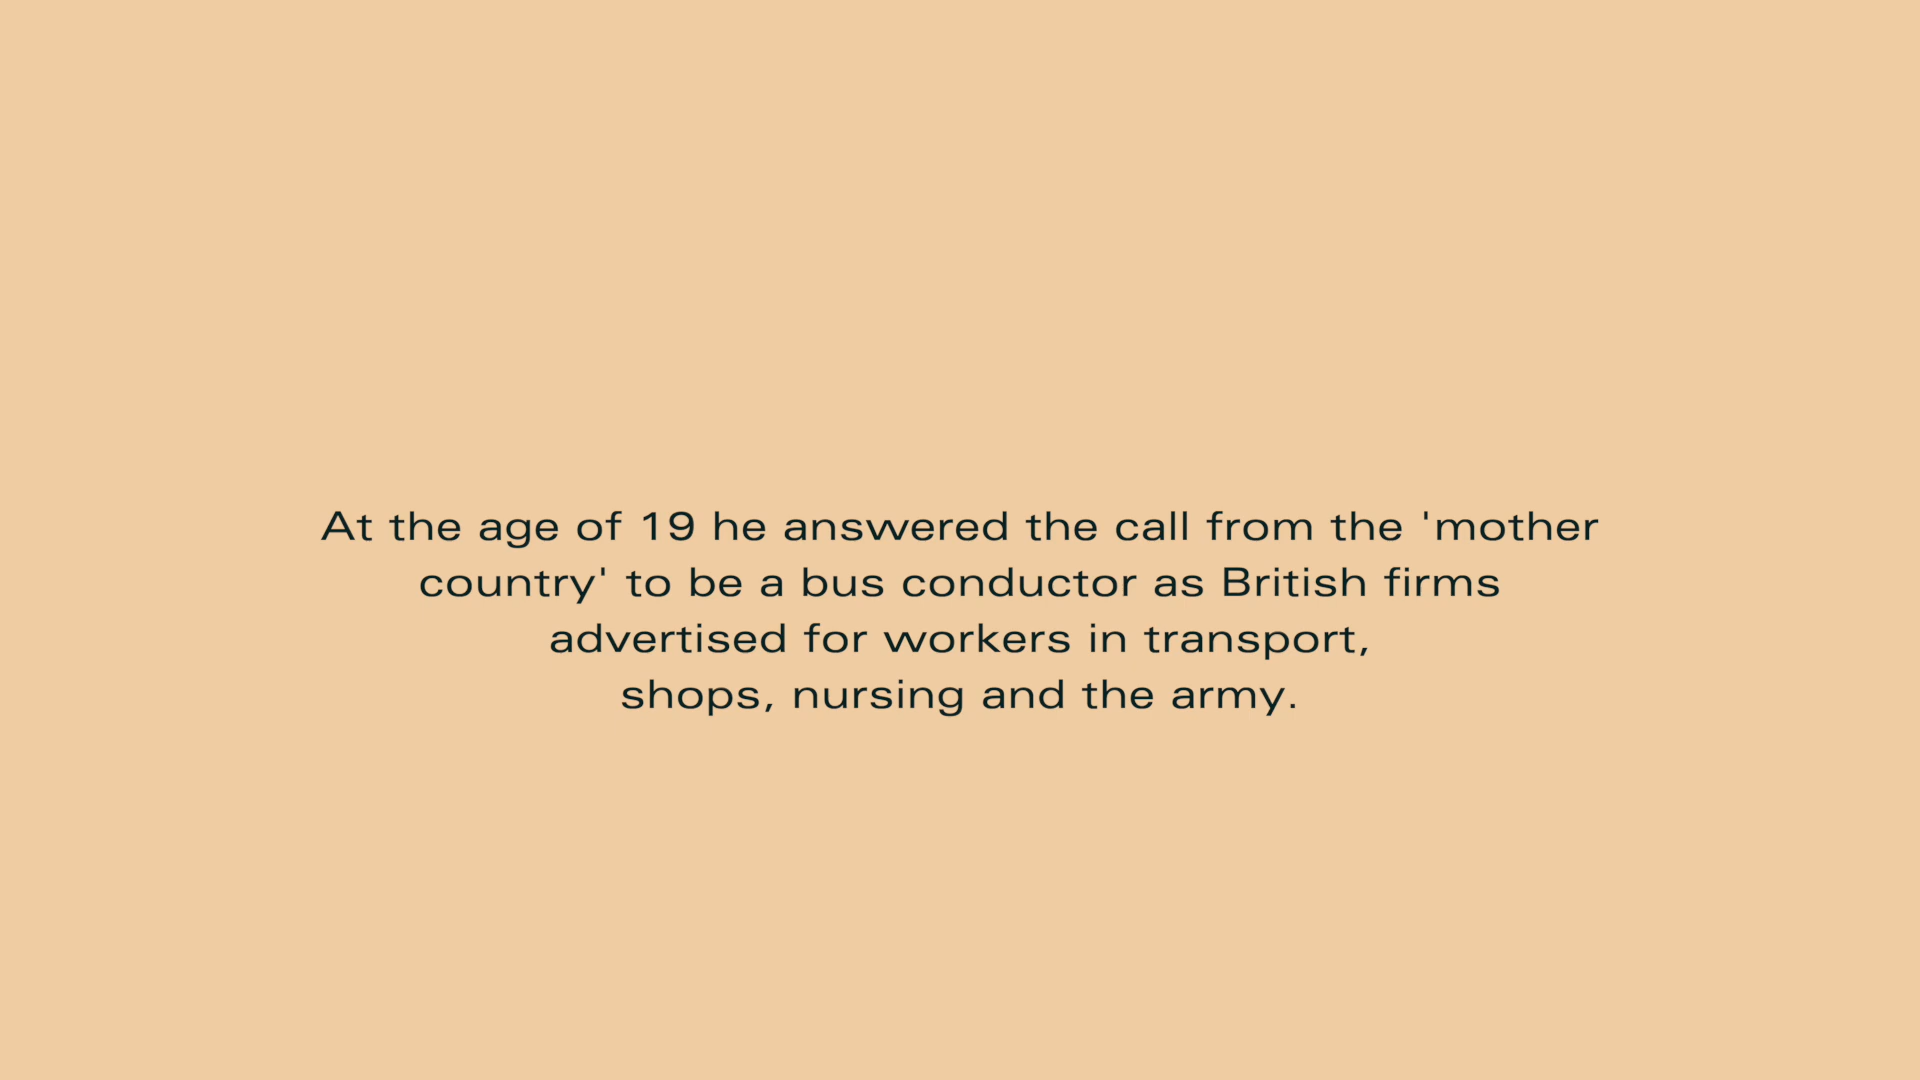 At the age of 19 he answered the call from the 'mother
country' to be a bus conductor as British firms
advertised for workers in transport,
shops, nursing and the army.